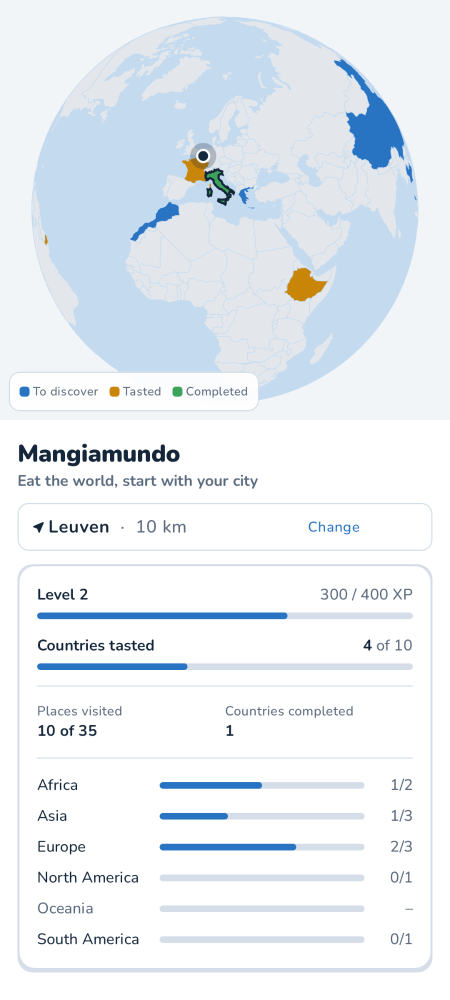 To discover Tasted Completed
Mangiamundo
Eat the world, start with your city
Leuven · 10 km Change
Level 2 300 / 400 XP
Countries tasted 4 of 10
Places visited Countries completed
10 of 35 1
Africa 1/2
Asia 1/3
Europe 2/3
North America 0/1
Oceania –
South America 0/1